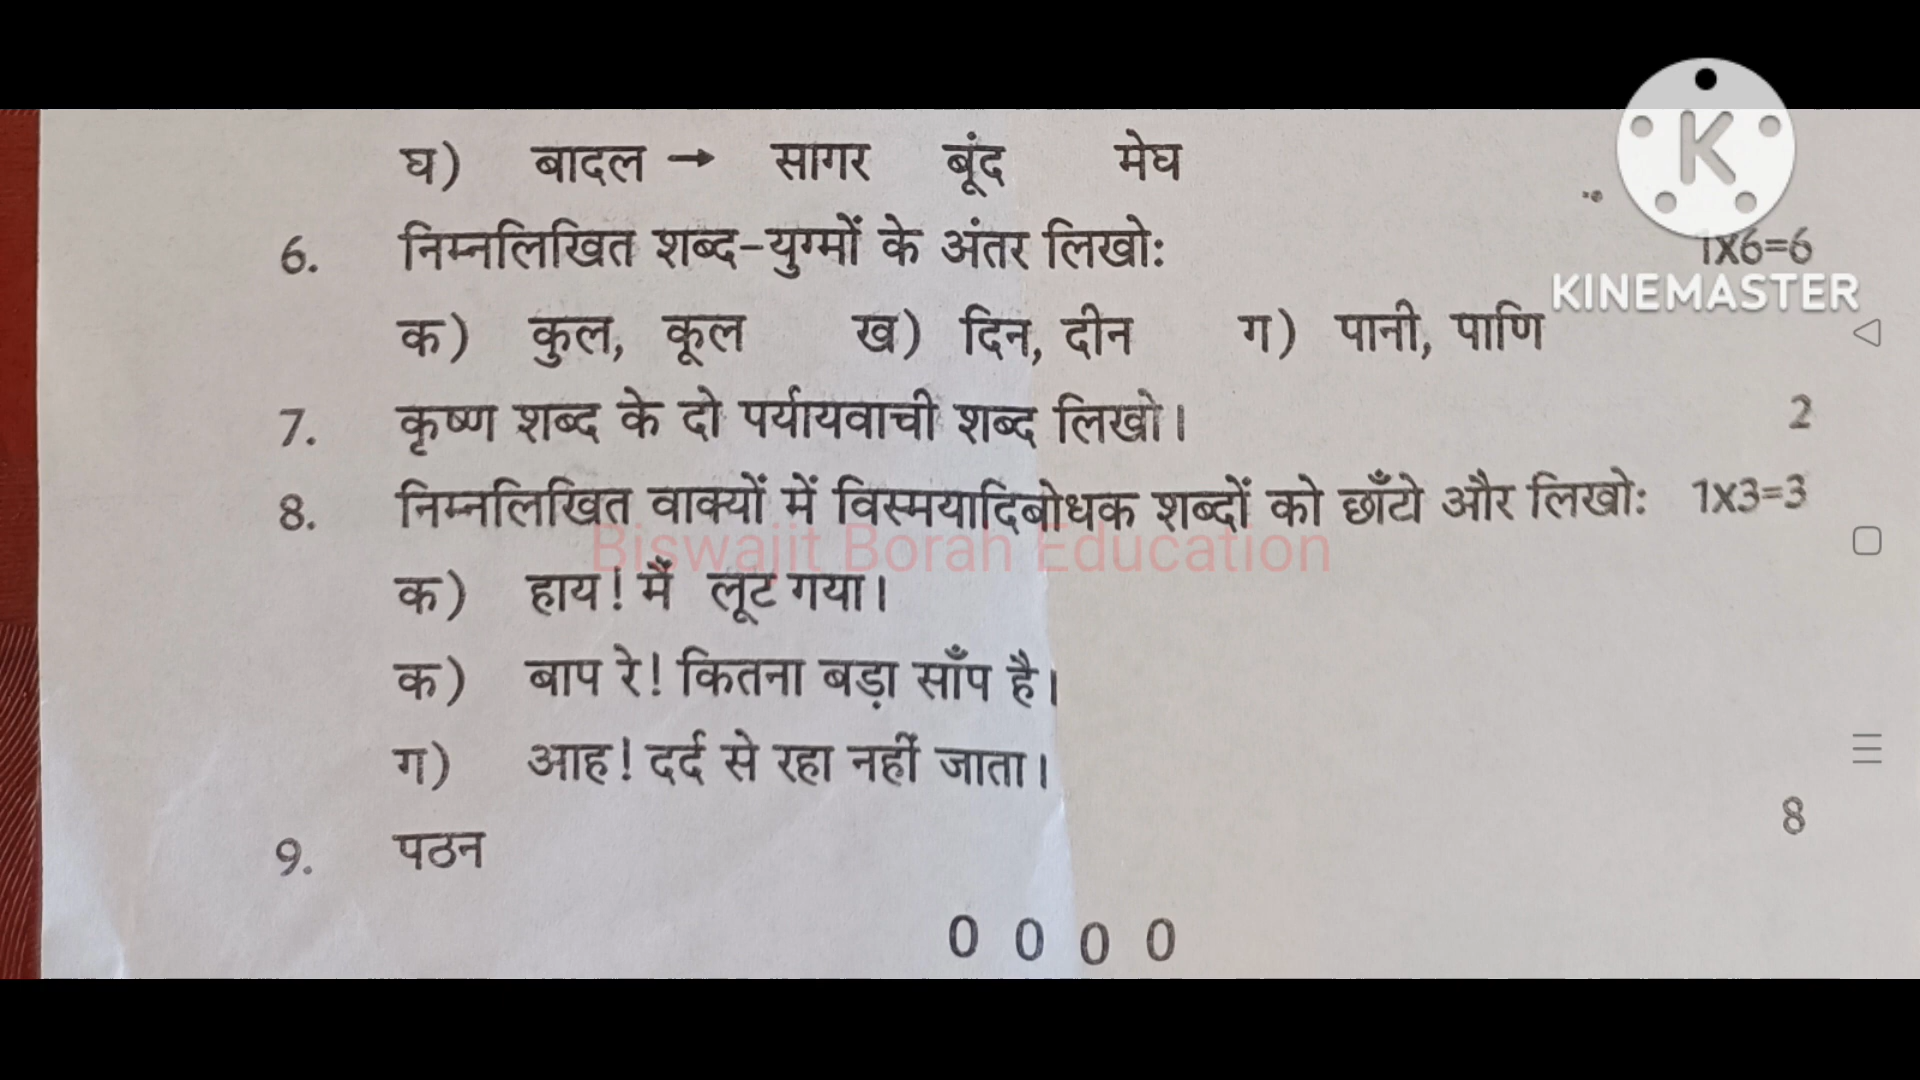 घ) बादल → सागर बूंद मेघ
6. निम्नलिखित शब्द-युग्मों के अंतर लिखो: 1X6=6
KINEMASTER
क) कुल, कूल ख) दिन, दीन ग) पानी, पाणि
7. कृष्ण शब्द के दो पर्यायवाची शब्द लिखो। 2
8. निम्नलिखित वाक्यों में विस्मयादिबोधक शब्दों को छाँटो और लिखो: 1X3=3
Biswajit Borah Education
क) हाय! मैं लूट गया।
क) बाप रे! कितना बड़ा साँप है।
ग) आह! दर्द से रहा नहीं जाता।
9. पठन 8
0 0 0 0